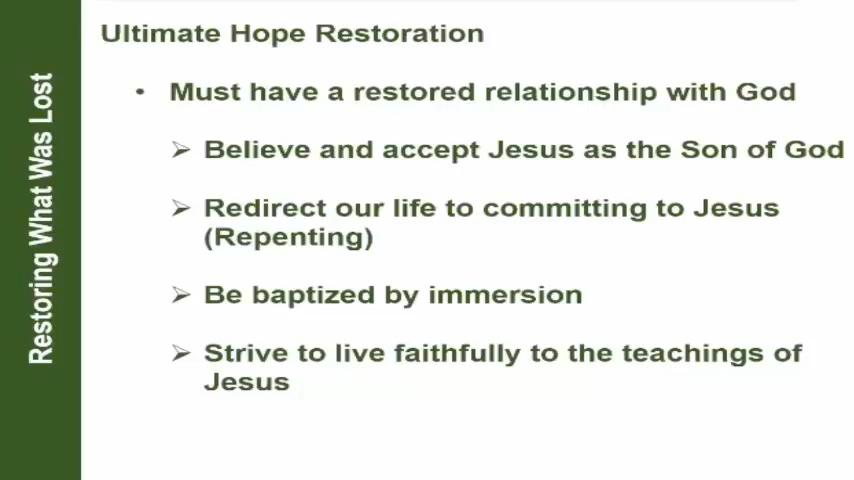 Restoring What Was Lost
Ultimate Hope Restoration
• Must have a restored relationship with God
➢ Believe and accept Jesus as the Son of God
➢ Redirect our life to committing to Jesus
(Repenting)
➢ Be baptized by immersion
➢ Strive to live faithfully to the teachings of
Jesus